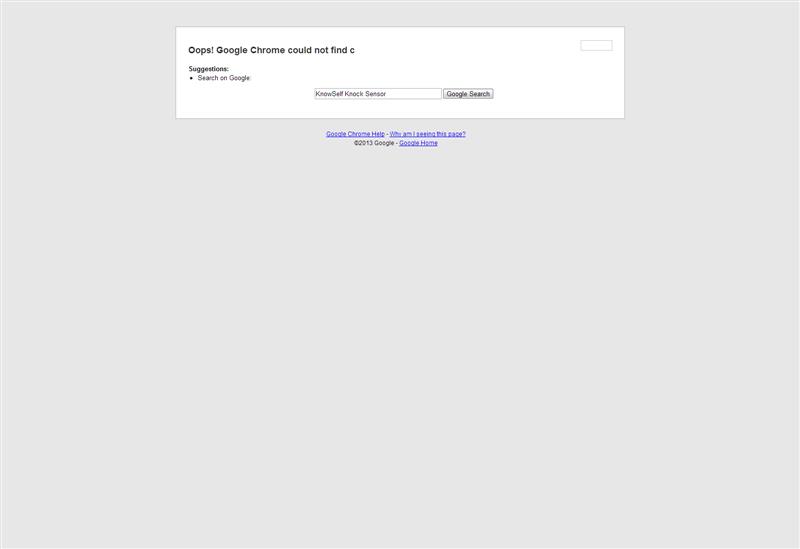 Oops! Google Chrome could not find c
Suggestions:
Search on Google:
KnowSelf Knock Sensor Google Search
Google Chrome Help - Why am I seeing this page?
©2013 Google - Google Home